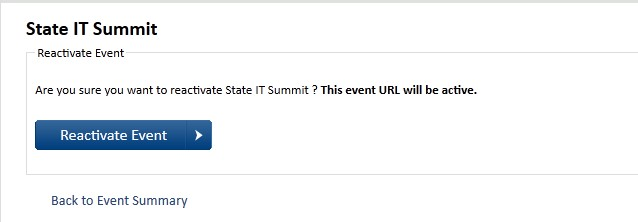 State IT Summit
Reactivate Event
Are you sure you want to reactivate State IT Summit ? This event URL will be active.
Reactivate Event
Back to Event Summary